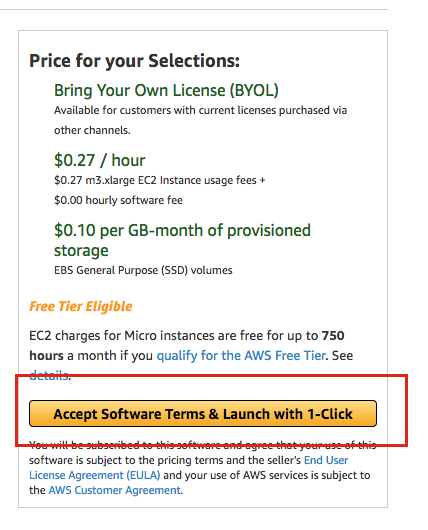 Price for your Selections:
Bring Your Own License (BYOL)
Available for customers with current licenses purchased via
other channels.
$0.27 / hour
$0.27 m3.xlarge EC2 Instance usage fees +
$0.00 hourly software fee
$0.10 per GB-month of provisioned
storage
EBS General Purpose (SSD) volumes
Free Tier Eligible
EC2 charges for Micro instances are free for up to 750
hours a month if you qualify for the AWS Free Tier. See
details.
Accept Software Terms & Launch with 1-Click
You will be subscribed to this software and agree that your use of this
software is subject to the pricing terms and the seller's End User
License Agreement (EULA) and your use of AWS services is subject to
the AWS Customer Agreement.